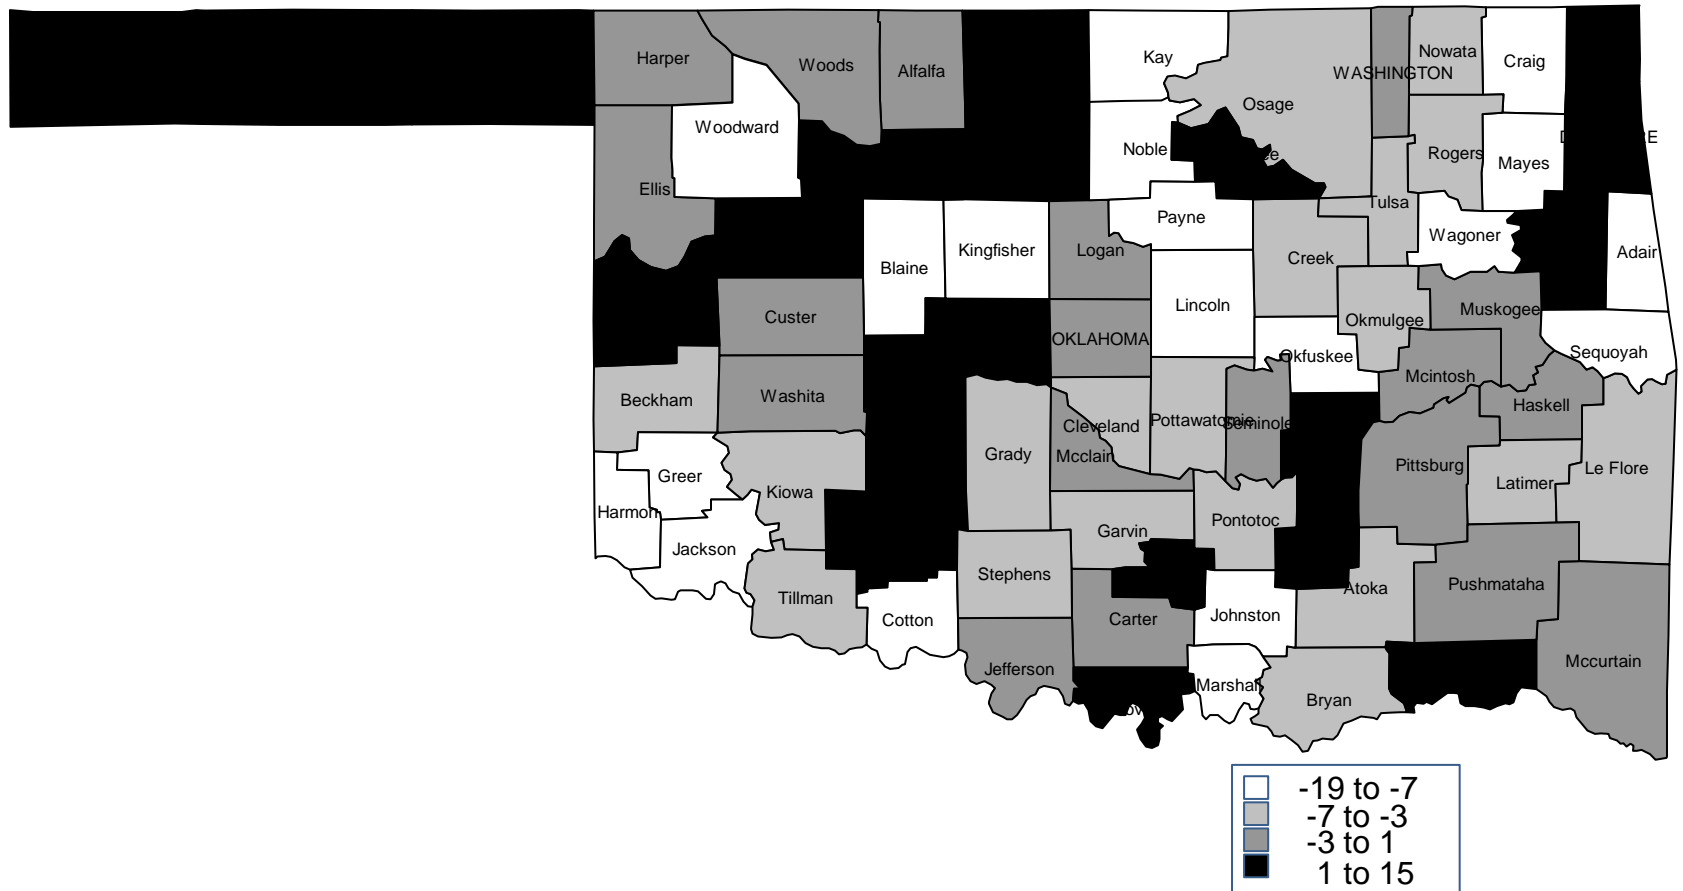 Harper
Woods
Alfalfa
Kay
WASHINGTON
Nowata
Craig
Osage
Woodward
Noble
Rogers
Mayes
Ellis
Tulsa
Payne
Wagoner
Adair
Blaine
Kingfisher
Logan
Creek
Lincoln
Custer
Okmulgee
Muskogee
OKLAHOMA
Okfuskee
Sequoyah
Beckham
Washita
Mcintosh
Haskell
Cleveland
Pottawatomie
Seminole
Grady
Mcclain
Pittsburg
Le Flore
Greer
Kiowa
Latimer
Harmon
Jackson
Garvin
Pontotoc
Stephens
Tillman
Atoka
Pushmataha
Cotton
Carter
Johnston
Jefferson
Mccurtain
Marshall
Bryan
-19 to -7
-7 to -3
-3 to 1
1 to 15